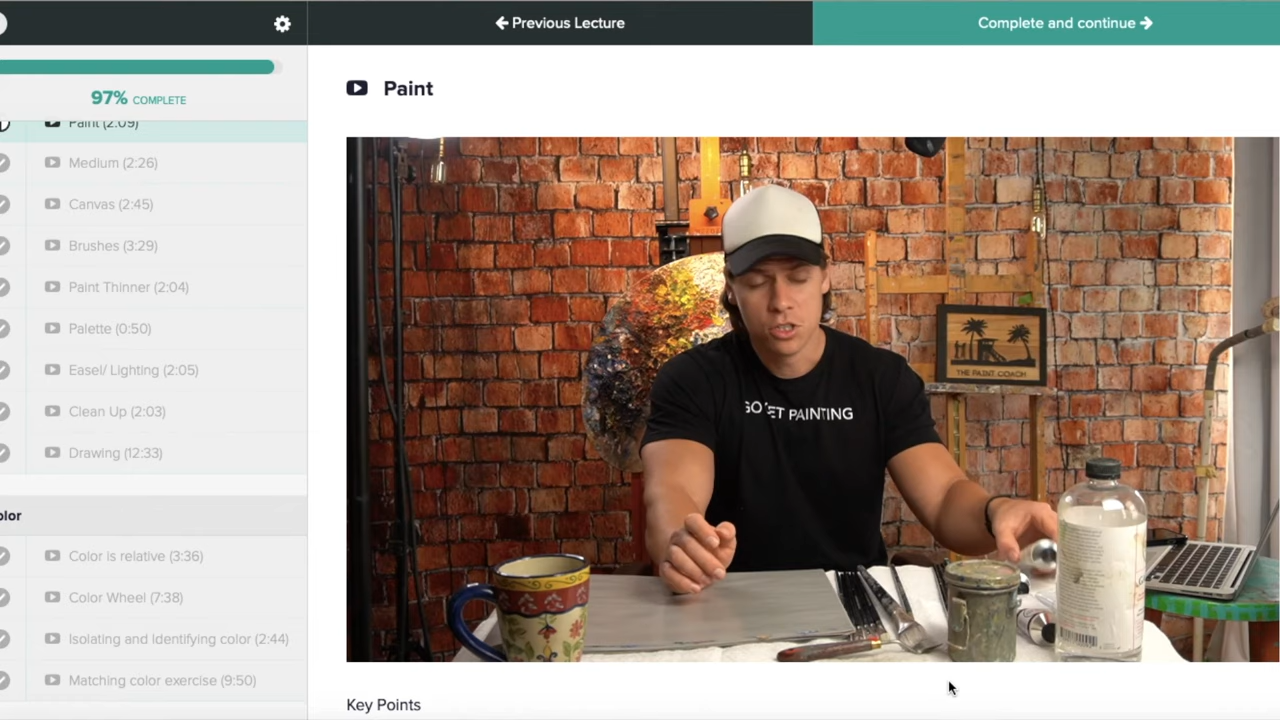 Previous Lecture
Complete and continue
97% COMPLETE
Paint (2:09)
Medium (2:26)
Canvas (2:45)
Brushes (3:29)
Paint Thinner (2:04)
Palette (0:50)
Easel/ Lighting (2:05)
Clean Up (2:03)
Drawing (12:33)
olor
Color is relative (3:36)
Color Wheel (7:38)
Isolating and identifying color (2:44)
Matching color exercise (9:50)
Paint
THE PAINT COACH
PAINTING
Key Points